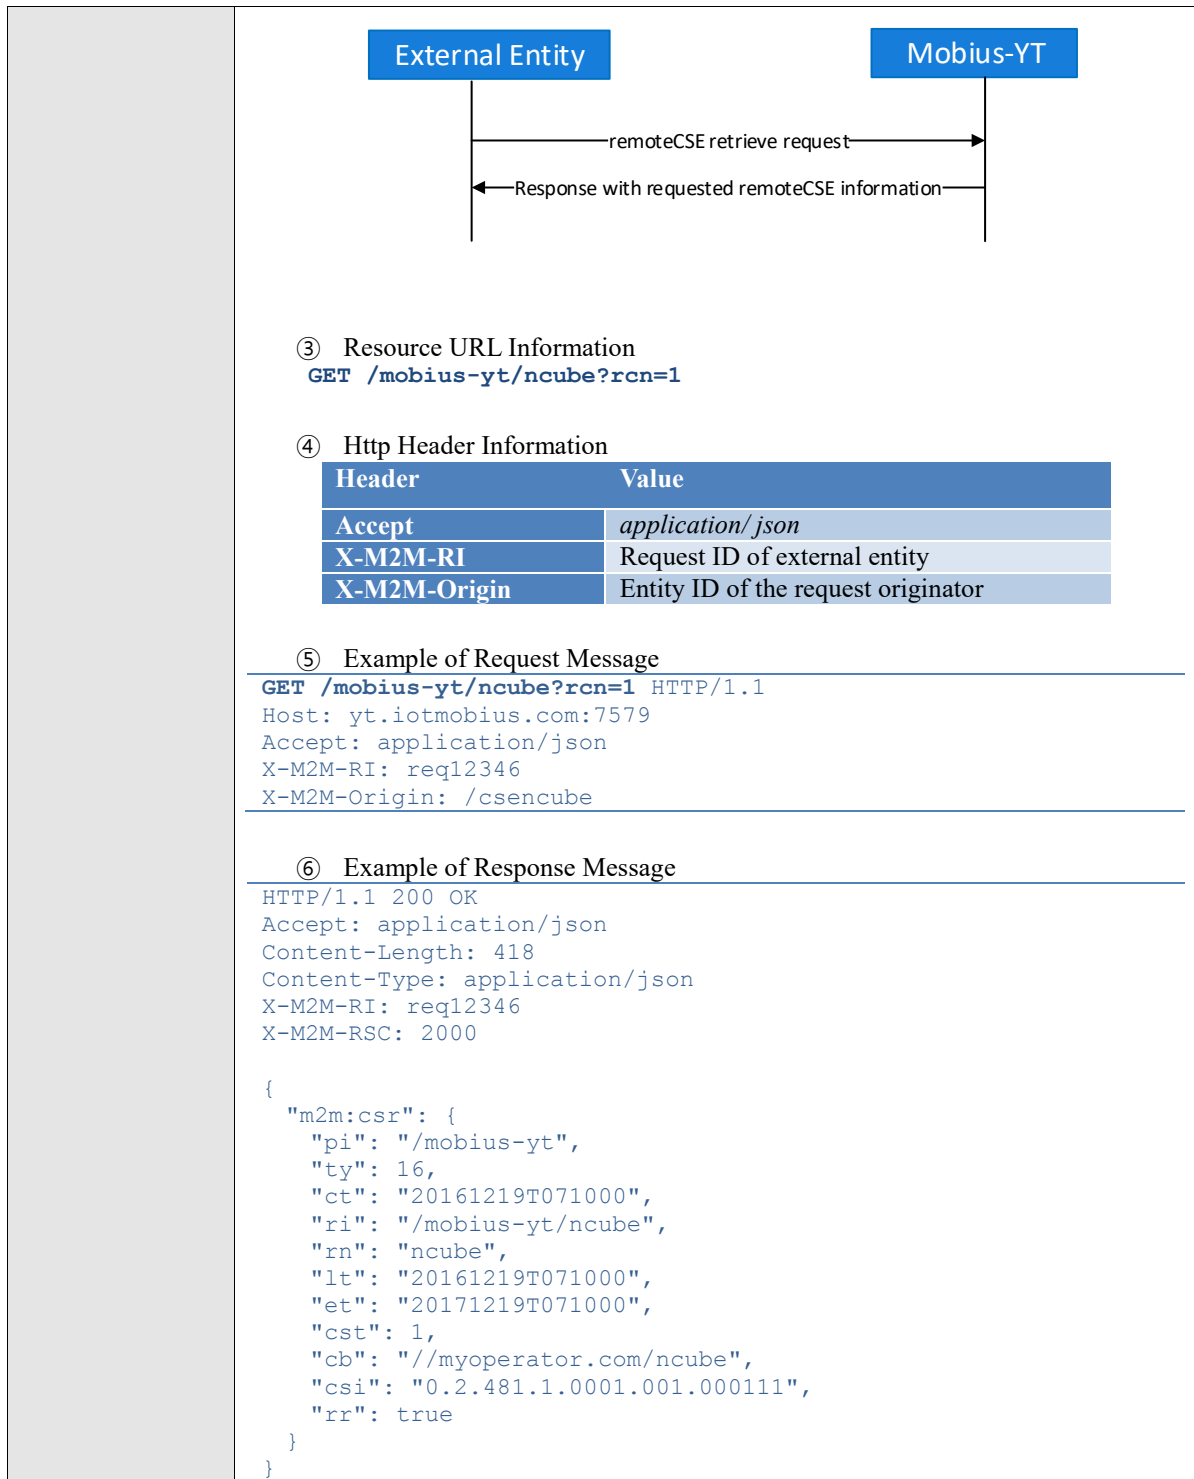 External Entity
Mobius-YT
remoteCSE retrieve request
Response with requested remoteCSE information
③ Resource URL Information
GET /mobius-yt/ncube?rcn=1
④ Http Header Information
Header Value
Accept application/json
X-M2M-RI Request ID of external entity
X-M2M-Origin Entity ID of the request originator
⑤ Example of Request Message
GET /mobius-yt/ncube?rcn=1 HTTP/1.1
Host: yt.iotmobius.com:7579
Accept: application/json
X-M2M-RI: req12346
X-M2M-Origin: /csencube
⑥ Example of Response Message
HTTP/1.1 200 OK
Accept: application/json
Content-Length: 418
Content-Type: application/json
X-M2M-RI: req12346
X-M2M-RSC: 2000
{
"m2m:csr": {
"pi": "/mobius-yt",
"ty": 16,
"ct": "20161219T071000",
"ri": "/mobius-yt/ncube",
"rn": "ncube",
"lt": "20161219T071000",
"et": "20171219T071000",
"cst": 1,
"cb": "//myoperator.com/ncube",
"csi": "0.2.481.1.0001.001.000111",
"rr": true
}
}